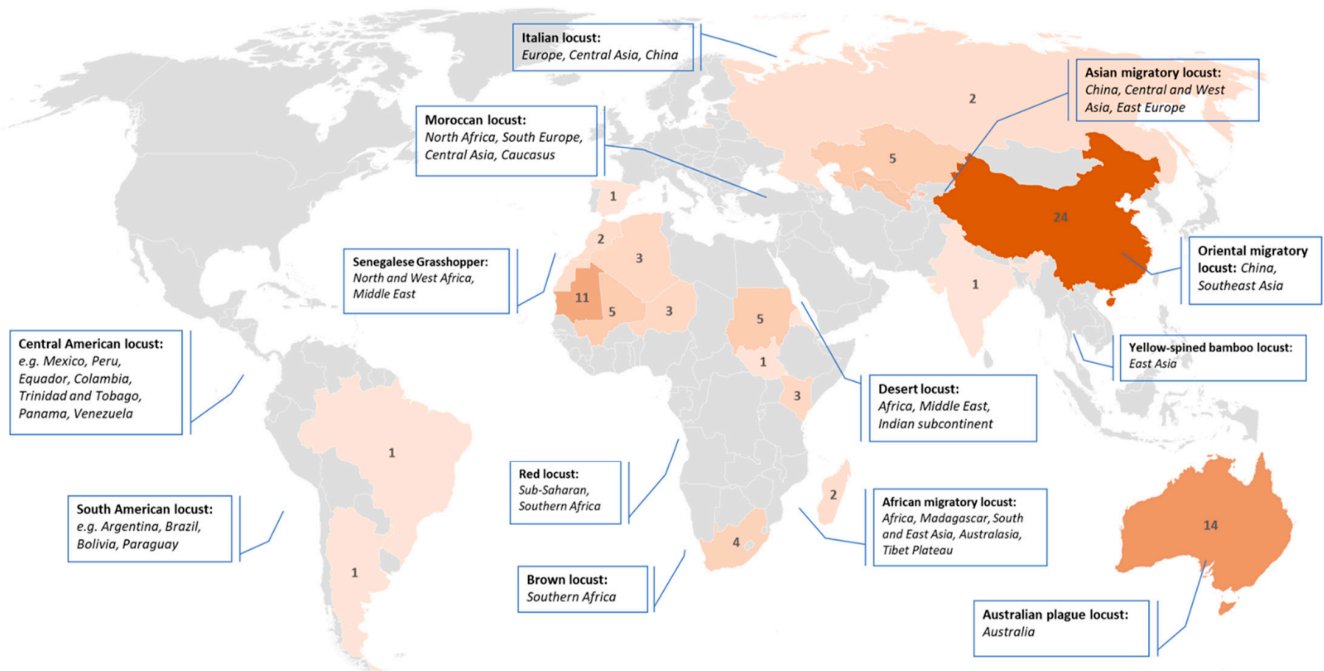 Italian locust:
Europe, Central Asia, China
Asian migratory locust:
China, Central and West
Asia, East Europe
2
Moroccan locust:
North Africa, South Europe,
Central Asia, Caucasus
5
1
24
2
3
Senegalese Grasshopper:
North and West Africa,
Middle East
Oriental migratory
locust: China,
Southeast Asia
11
5
3
5
1
1
Central American locust:
e.g. Mexico, Peru,
Equador, Colambia,
Trinidad and Tobago,
Panama, Venezuela
Yellow-spined bamboo locust:
East Asia
3
Desert locust:
Africa, Middle East,
Indian subcontinent
1
Red locust:
Sub-Saharan,
Southern Africa
South American locust:
e.g. Argentina, Brazil,
Bolivia, Paraguay
2
African migratory locust:
Africa, Madagascar, South
and East Asia, Australasia,
Tibet Plateau
14
4
1
Brown locust:
Southern Africa
Australian plague locust:
Australia